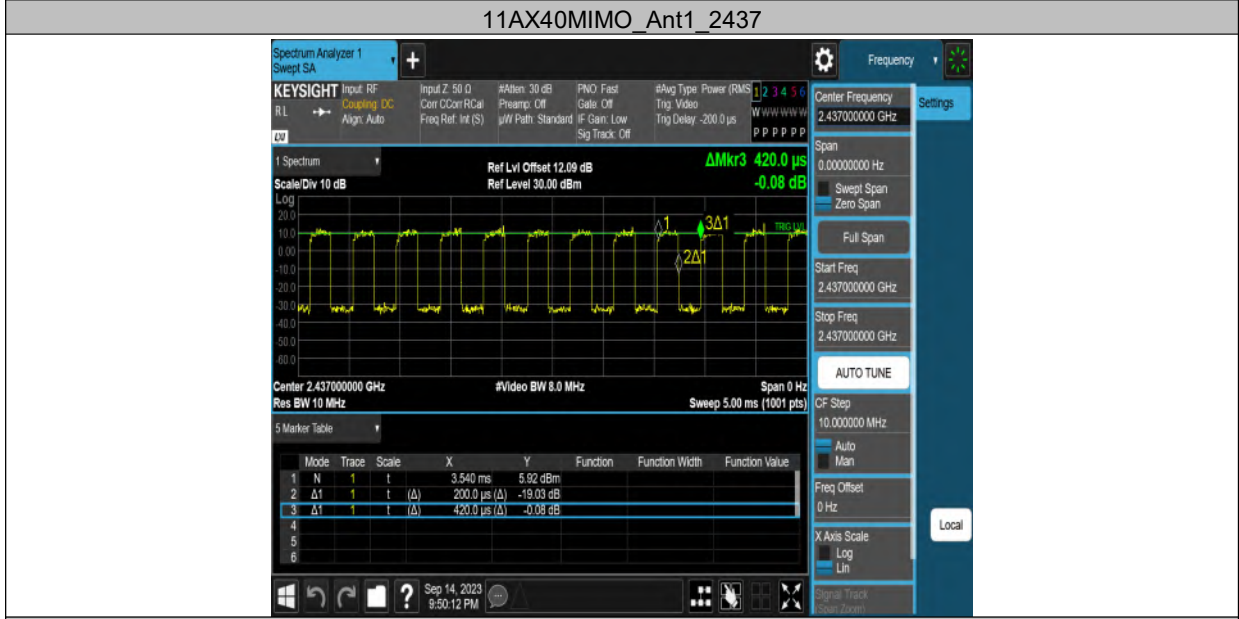 11AX40MIMO_Ant1_2437
Spectrum Analyzer 1
Swept SA
+
Frequency
KEYSIGHT Input: RF
R L
Coupling: DC
Align: Auto
LXI
Input Z: 50 Ω
Corr CCorr RCal
Freq Ref: Int (S)
#Atten: 30 dB
Preamp: Off
µW Path: Standard
PNO: Fast
Gate: Off
IF Gain: Low
Sig Track: Off
#Avg Type: Power (RMS
Trig: Video
Trig Delay: -200.0 µs
1 2 3 4 5 6
W W W W W W
P P P P P P
Center Frequency
2.437000000 GHz
Settings
Span
0.00000000 Hz
Swept Span
Zero Span
Full Span
Start Freq
2.437000000 GHz
Stop Freq
2.437000000 GHz
AUTO TUNE
CF Step
10.000000 MHz
Auto
Man
Freq Offset
0 Hz
X Axis Scale
Log
Lin
Signal Track
(Span Zoom)
Local
1 Spectrum
Scale/Div 10 dB
Log
Ref Lvl Offset 12.09 dB
Ref Level 30.00 dBm
ΔMkr3 420.0 µs
-0.08 dB
20.0
10.0
0.00
-10.0
-20.0
-30.0
-40.0
-50.0
-60.0
1
3Δ1
2Δ1
TRIG LVL
Center 2.437000000 GHz
Res BW 10 MHz
#Video BW 8.0 MHz
Span 0 Hz
Sweep 5.00 ms (1001 pts)
5 Marker Table
Mode Trace Scale X Y Function Function Width Function Value
1 N 1 t 3.540 ms 5.92 dBm
2 Δ1 1 t (Δ) 200.0 µs (Δ) -19.03 dB
3 Δ1 1 t (Δ) 420.0 µs (Δ) -0.08 dB
4
5
6
?
Sep 14, 2023
9:50:12 PM